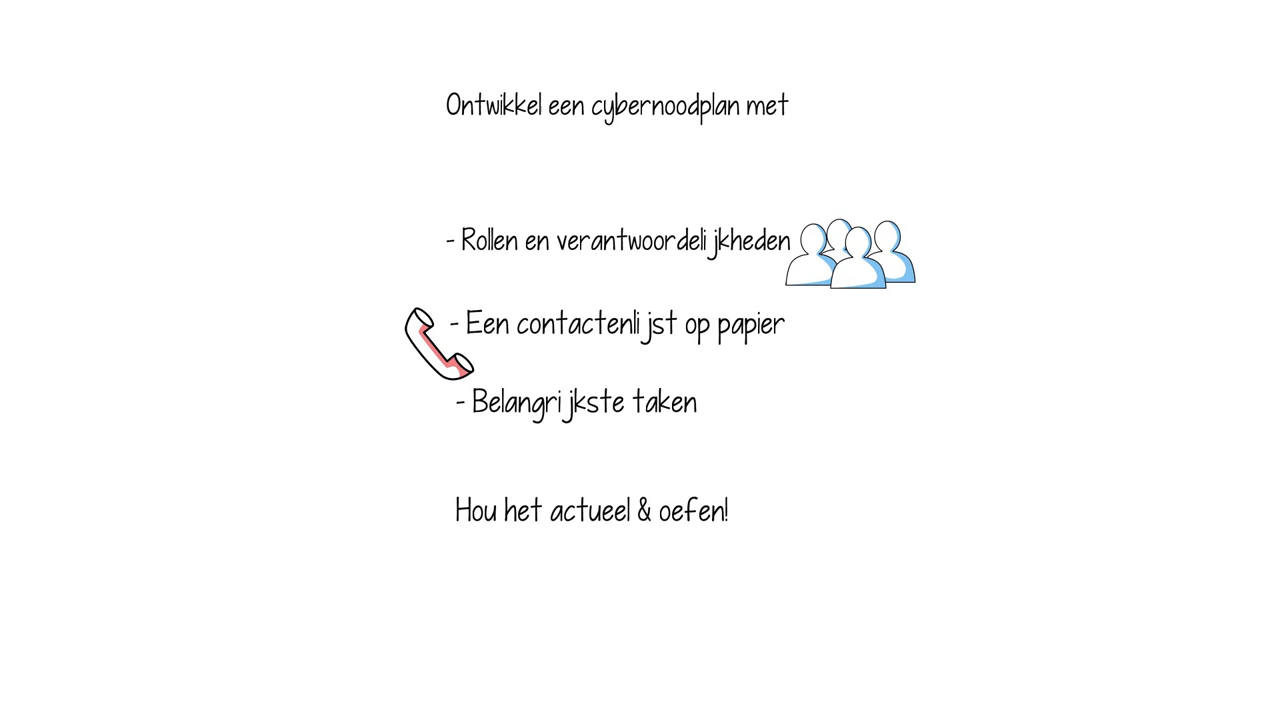 Ontwikkel een cybernoodplan met
- Rollen en verantwoordelijkheden
- Een contactenlijst op papier
- Belangrijkste taken
Hou het actueel & oefen!